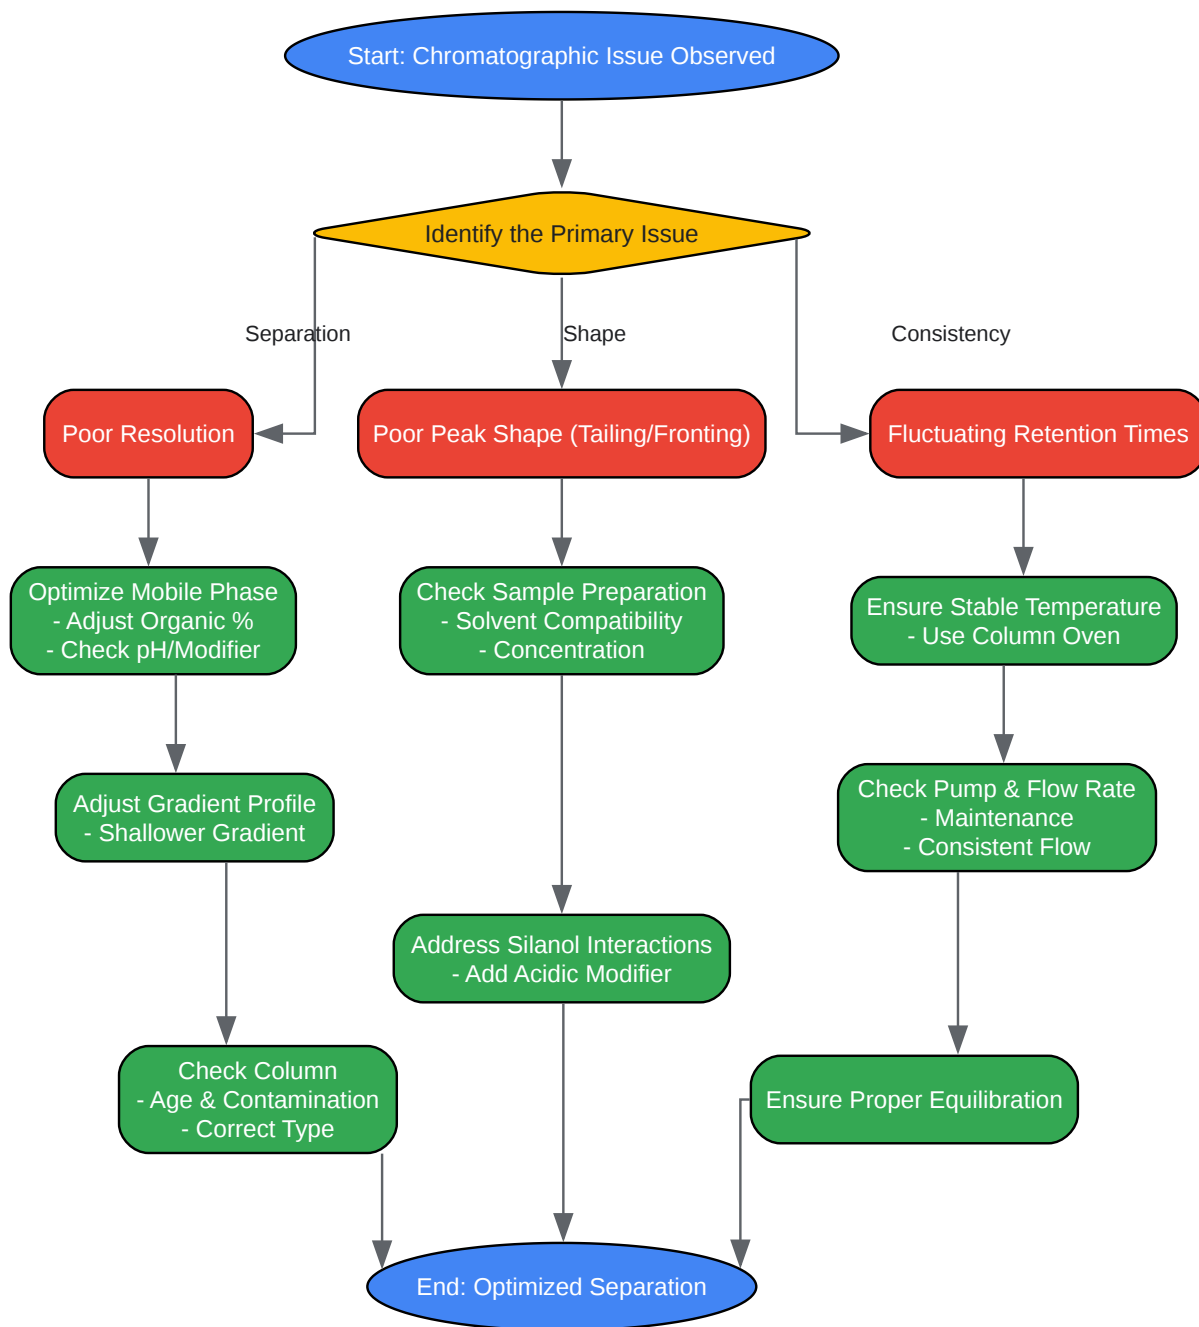 Start: Chromatographic Issue Observed
Identify the Primary Issue
Separation
Shape
Consistency
Poor Resolution
Poor Peak Shape (Tailing/Fronting)
Fluctuating Retention Times
Optimize Mobile Phase
- Adjust Organic %
- Check pH/Modifier
Check Sample Preparation
- Solvent Compatibility
- Concentration
Ensure Stable Temperature
- Use Column Oven
Adjust Gradient Profile
- Shallower Gradient
Check Pump & Flow Rate
- Maintenance
- Consistent Flow
Address Silanol Interactions
- Add Acidic Modifier
Check Column
- Age & Contamination
- Correct Type
Ensure Proper Equilibration
End: Optimized Separation